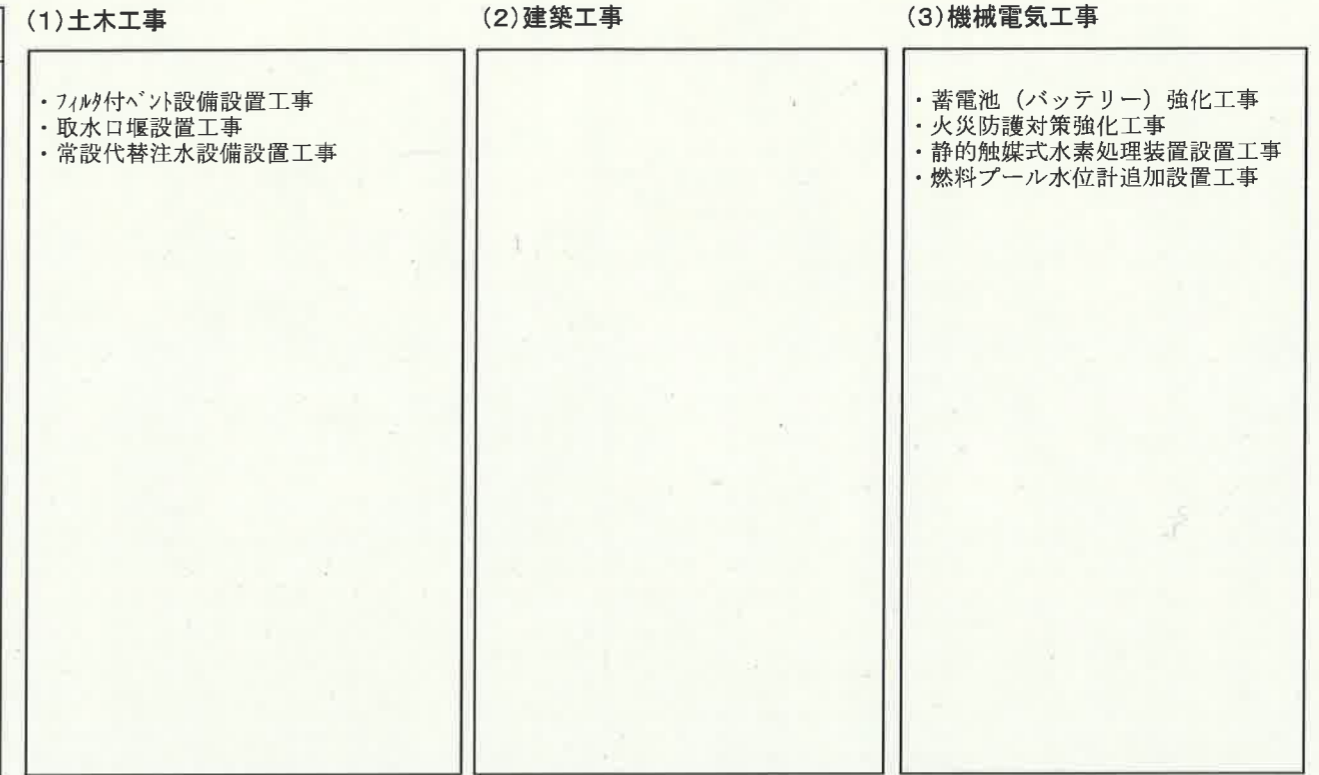 (1)土木工事
・ﾌｨﾙﾀ付ﾍﾞﾝﾄ設備設置工事
・取水口堰設置工事
・常設代替注水設備設置工事
(2)建築工事
(3)機械電気工事
・蓄電池（バッテリー）強化工事
・火災防護対策強化工事
・静的触媒式水素処理装置設置工事
・燃料プール水位計追加設置工事